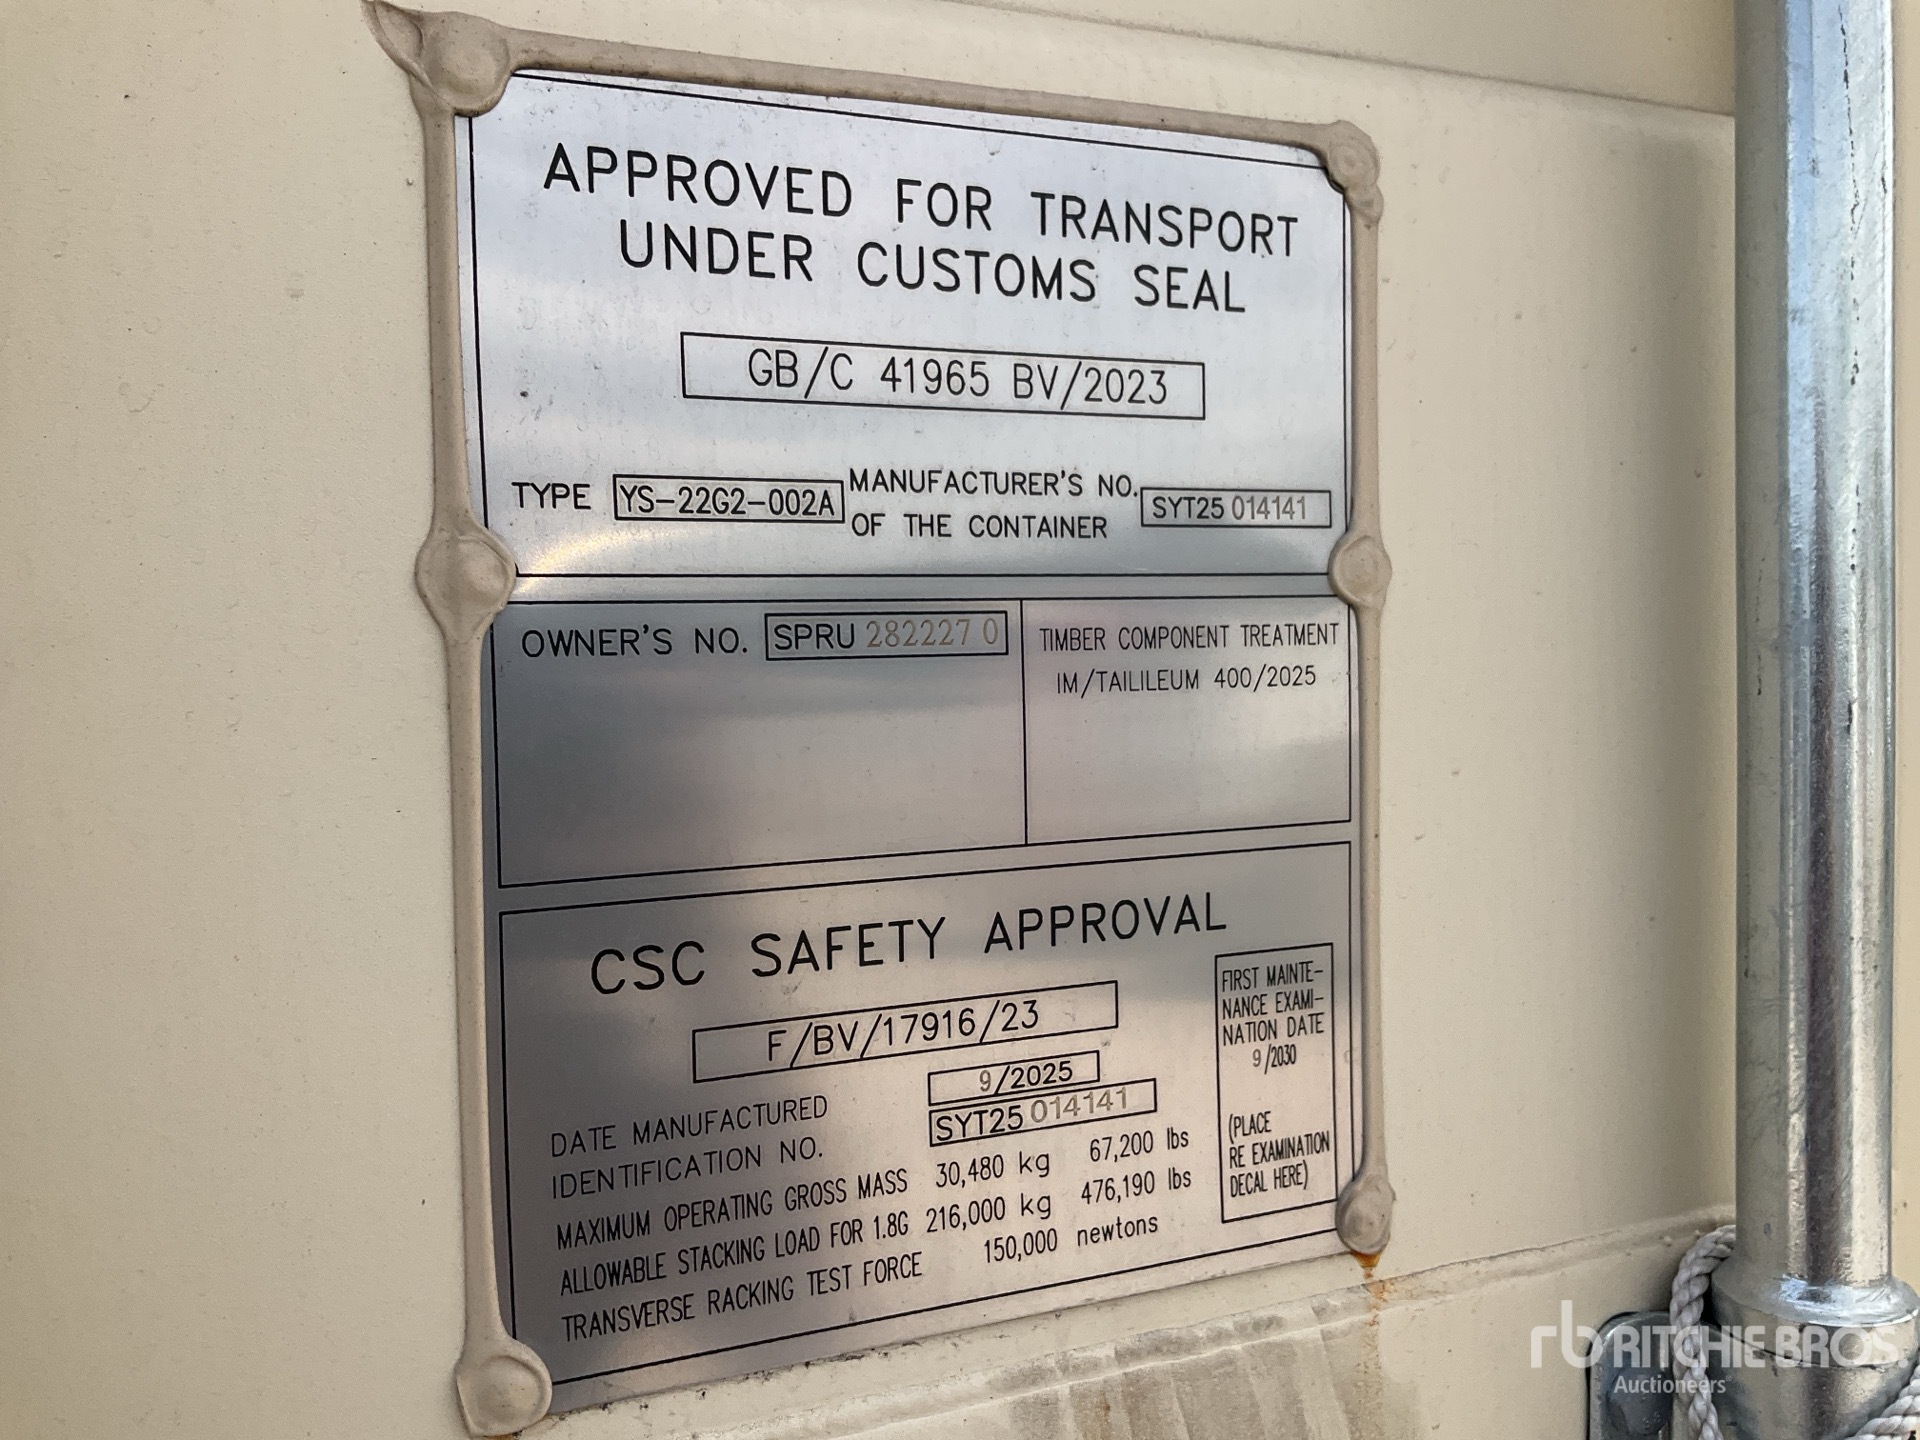 APPROVED FOR TRANSPORT
UNDER CUSTOMS SEAL
GB/C 41965 BV/2023
TYPE YS-22G2-002A MANUFACTURER'S NO. OF THE CONTAINER SYT25 014141
OWNER'S NO. SPRU 282227 0
TIMBER COMPONENT TREATMENT
IM/TAILILEUM 400/2025
CSC SAFETY APPROVAL
F/BV/17916/23
DATE MANUFACTURED 9/2025
IDENTIFICATION NO. SYT25 014141
MAXIMUM OPERATING GROSS MASS 30,480 kg 67,200 lbs
ALLOWABLE STACKING LOAD FOR 1.8G 216,000 kg 476,190 lbs
TRANSVERSE RACKING TEST FORCE 150,000 newtons
FIRST MAINTE-
NANCE EXAMI-
NATION DATE
9/2030
(PLACE
RE EXAMINATION
DECAL HERE)
rb RITCHIE BROS.
Auctioneers